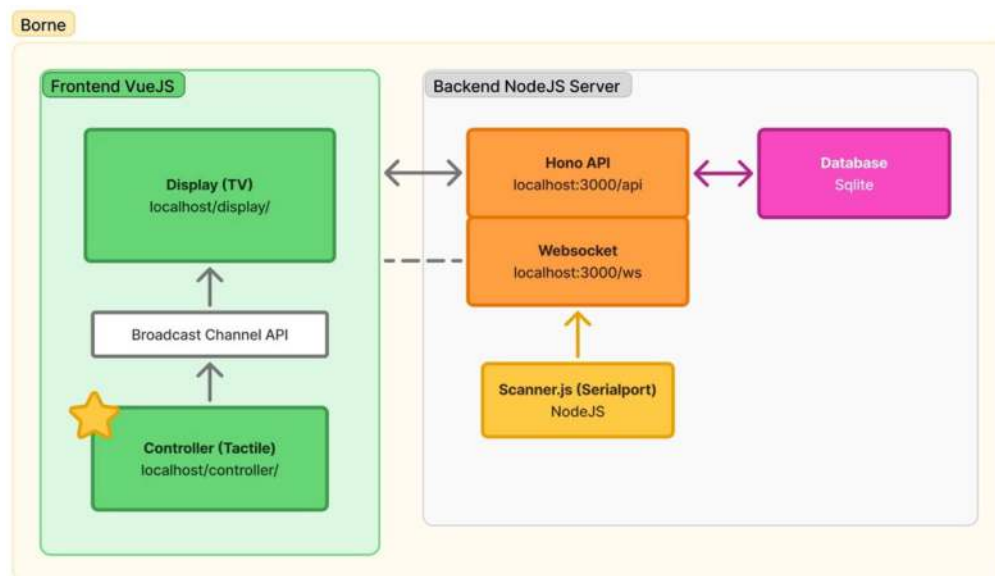 Borne
Frontend VueJS
Display (TV)
localhost/display/
Broadcast Channel API
Controller (Tactile)
localhost/controller/
Backend NodeJS Server
Hono API
localhost:3000/api
Websocket
localhost:3000/ws
Scanner.js (Serialport)
NodeJS
Database
Sqlite